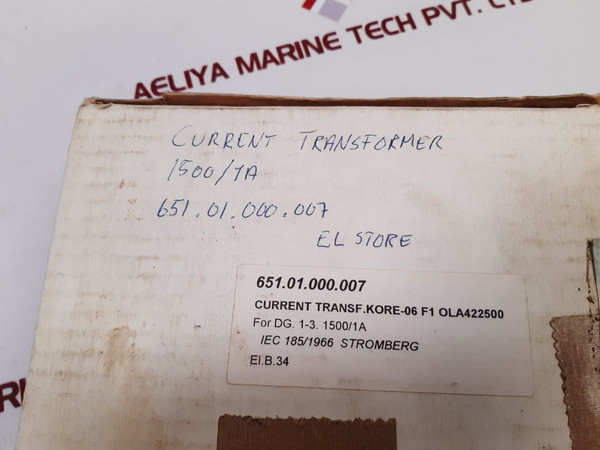 AELIYA MARINE TECH PVT. LTD
CURRENT TRANSFORMER
1500/1A
651.01.000.007
EL STORE
651.01.000.007
CURRENT TRANSF.KORE-06 F1 OLA422500
For DG. 1-3. 1500/1A
IEC 185/1966 STROMBERG
El.B.34